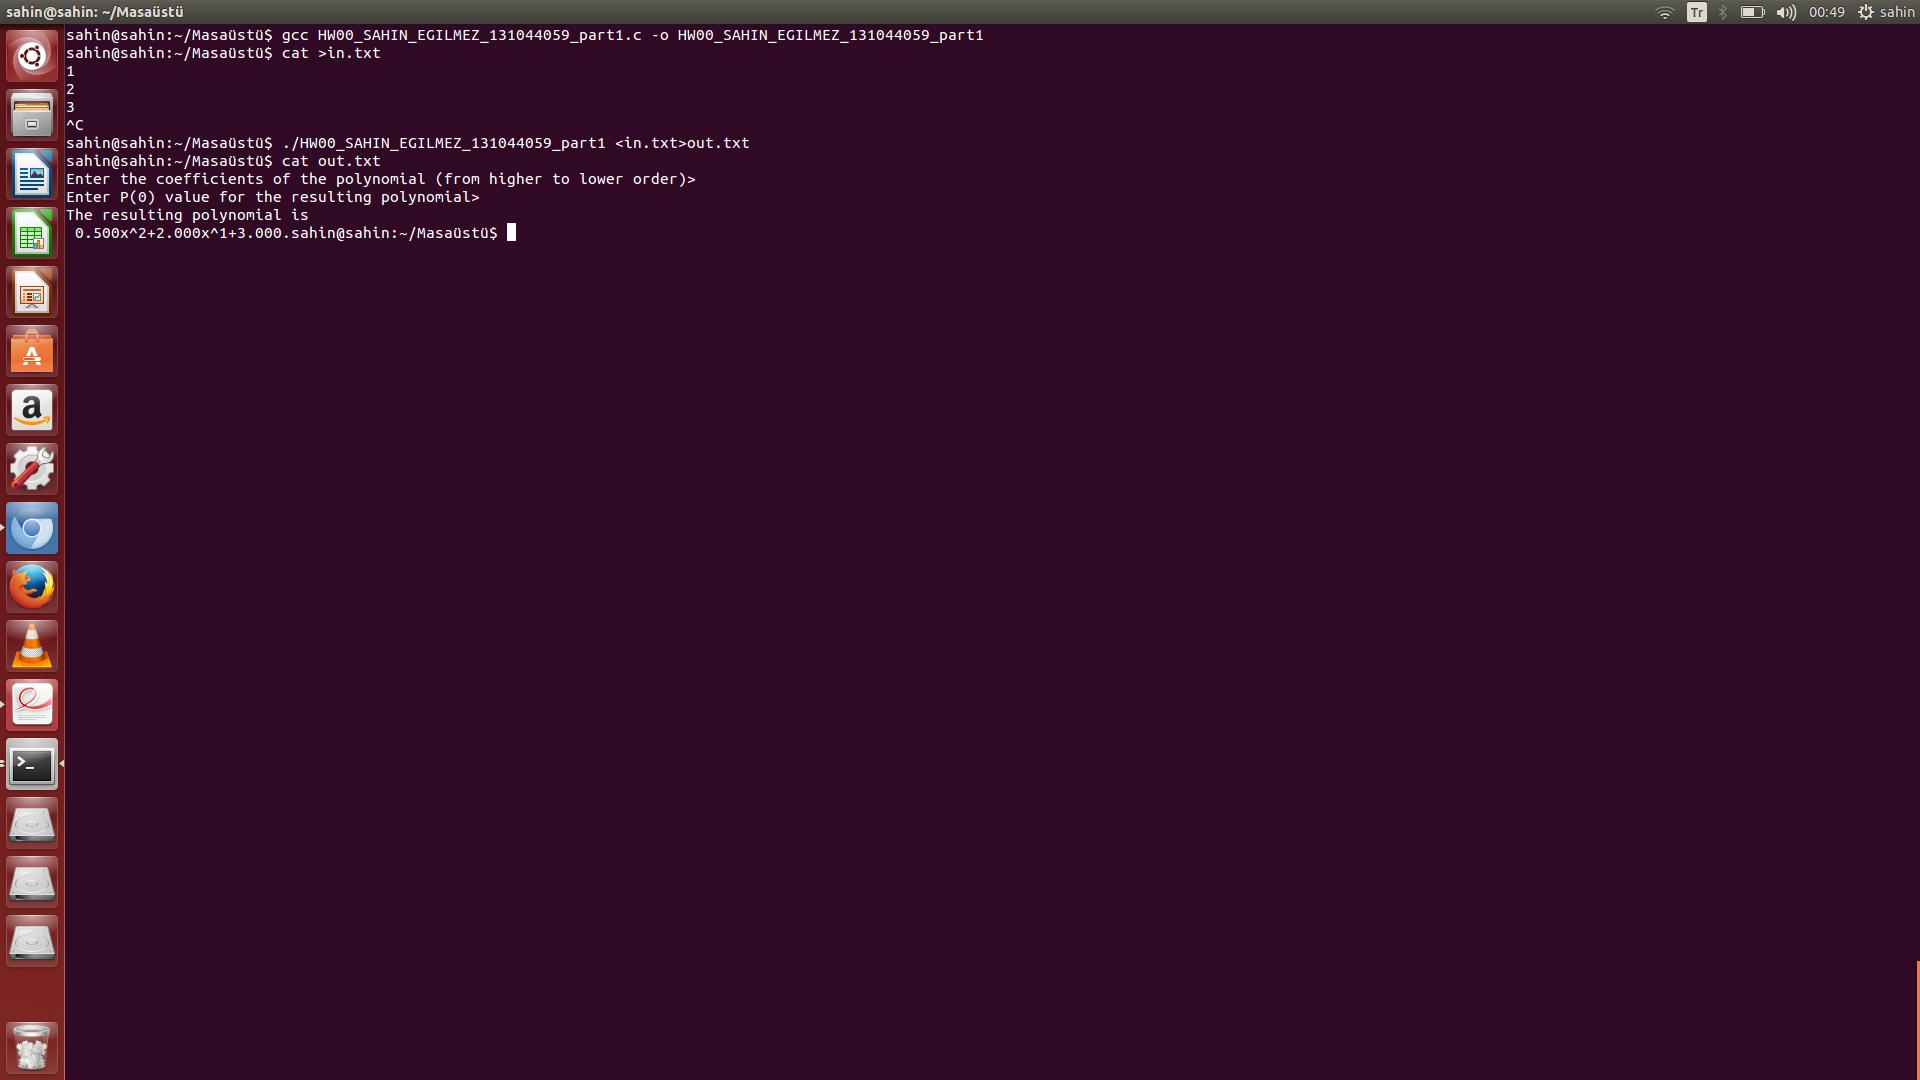 sahin@sahin: ~/Masaüstü
Tr
00:49
sahin
sahin@sahin:~/Masaüstü$ gcc HW00_SAHIN_EGILMEZ_131044059_part1.c -o HW00_SAHIN_EGILMEZ_131044059_part1
sahin@sahin:~/Masaüstü$ cat >in.txt
1
2
3
^C
sahin@sahin:~/Masaüstü$ ./HW00_SAHIN_EGILMEZ_131044059_part1 <in.txt>out.txt
sahin@sahin:~/Masaüstü$ cat out.txt
Enter the coefficients of the polynomial (from higher to lower order)>
Enter P(0) value for the resulting polynomial>
The resulting polynomial is
 0.500x^2+2.000x^1+3.000.sahin@sahin:~/Masaüstü$